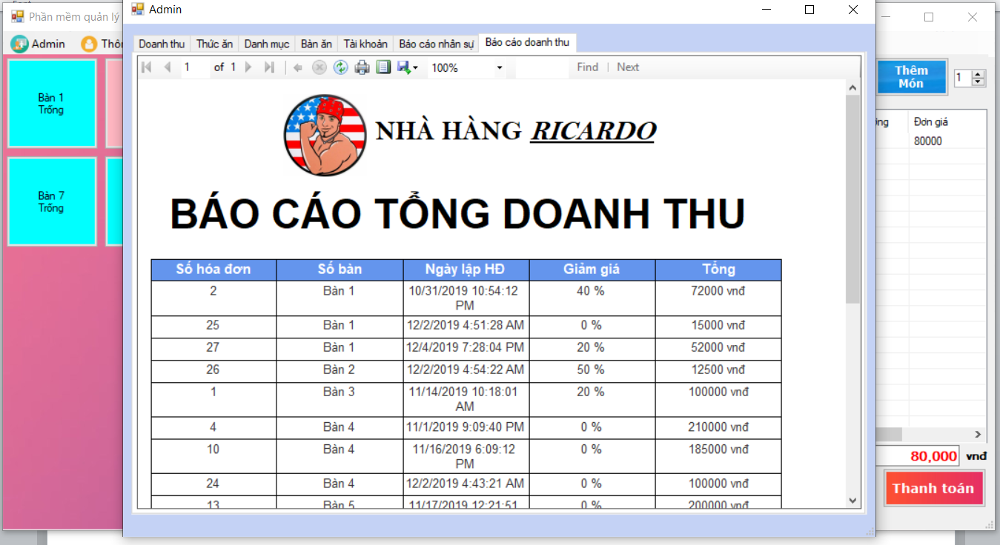 Phần mềm quản lý
Admin
Thôn
Bàn 1
Trống
Bàn 7
Trống
Admin
Doanh thu Thức ăn Danh mục Bàn ăn Tài khoản Báo cáo nhân sự Báo cáo doanh thu
1 of 1 100% Find | Next
NHÀ HÀNG RICARDO
BÁO CÁO TỔNG DOANH THU
Số hóa đơn Số bàn Ngày lập HĐ Giảm giá Tổng
2 Bàn 1 10/31/2019 10:54:12 PM 40 % 72000 vnđ
25 Bàn 1 12/2/2019 4:51:28 AM 0 % 15000 vnđ
27 Bàn 1 12/4/2019 7:28:04 PM 20 % 52000 vnđ
26 Bàn 2 12/2/2019 4:54:22 AM 50 % 12500 vnđ
1 Bàn 3 11/14/2019 10:18:01 AM 20 % 100000 vnđ
4 Bàn 4 11/1/2019 9:09:40 PM 0 % 210000 vnđ
10 Bàn 4 11/16/2019 6:09:12 PM 0 % 185000 vnđ
24 Bàn 4 12/2/2019 4:43:21 AM 0 % 100000 vnđ
13 Bàn 5 11/17/2019 12:21:51 0 % 200000 vnđ
Thêm
Món
1
Đơn giá
80000
80,000 vnđ
Thanh toán